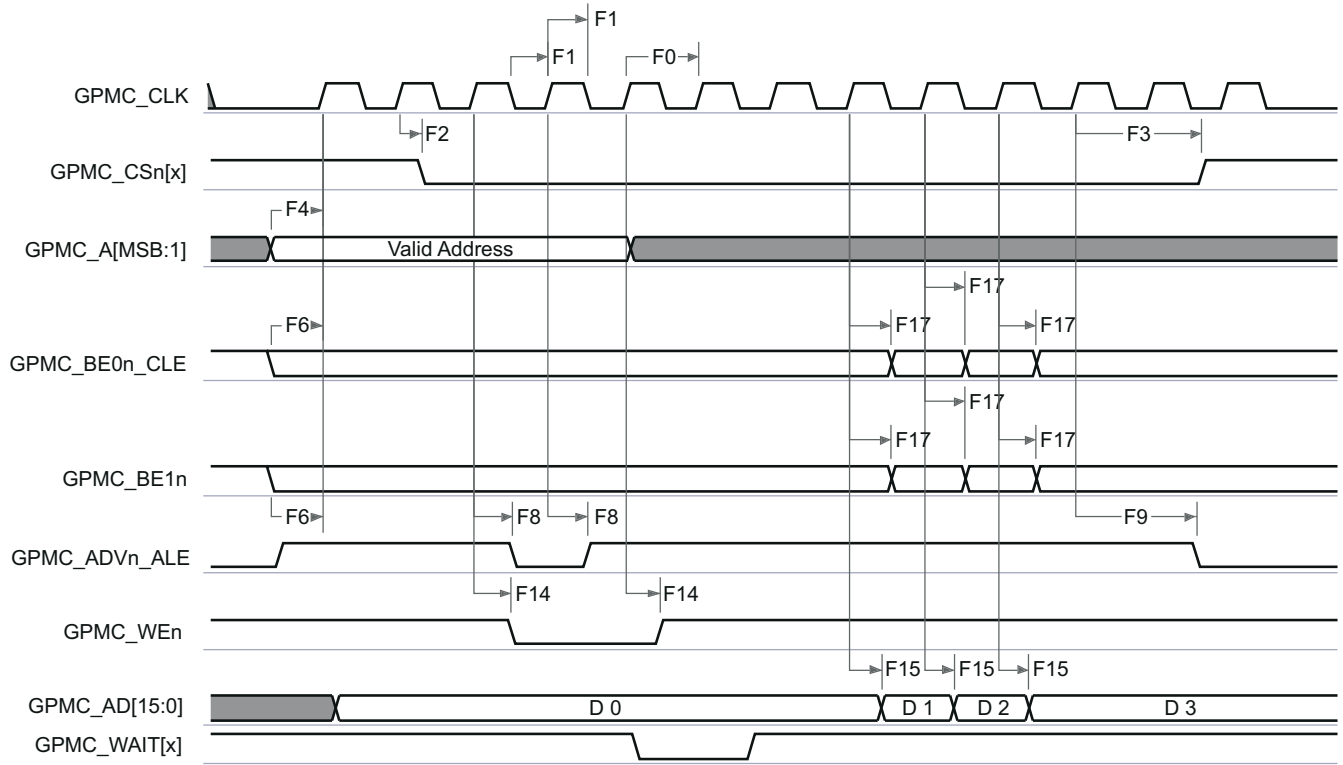 F1
F1
F0
GPMC_CLK
F2
F3
GPMC_CSn[x]
F4
GPMC_A[MSB:1]
Valid Address
F17
F6
F17
F17
GPMC_BE0n_CLE
F17
F17
F17
GPMC_BE1n
F6
F8
F8
F9
GPMC_ADVn_ALE
F14
F14
GPMC_WEn
F15
F15
F15
GPMC_AD[15:0]
D 0
D 1
D 2
D 3
GPMC_WAIT[x]